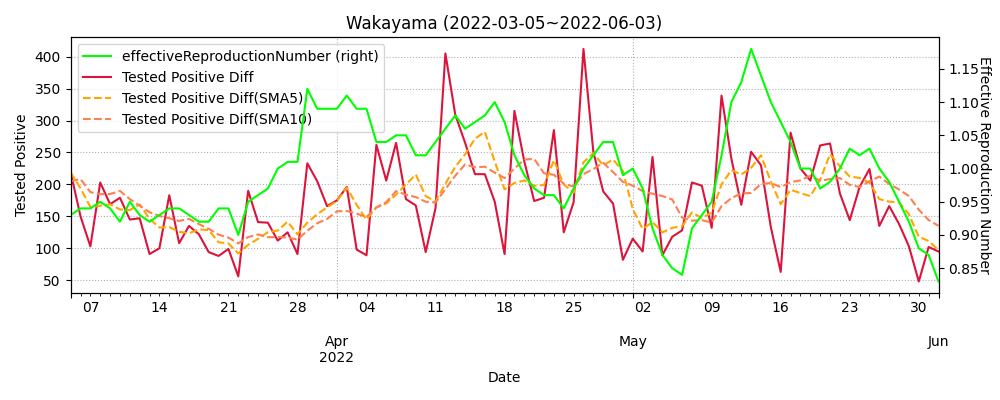 Wakayama (2022-03-05~2022-06-03)
effectiveReproductionNumber (right)
Tested Positive Diff
Tested Positive Diff(SMA5)
Tested Positive Diff(SMA10)
Tested Positive
400
350
300
250
200
150
100
50
1.15
1.10
1.05
1.00
0.95
0.90
0.85
Effective Reproduction Number
07 14 21 28 04 11 18 25 02 09 16 23 30
Apr May Jun
2022
Date